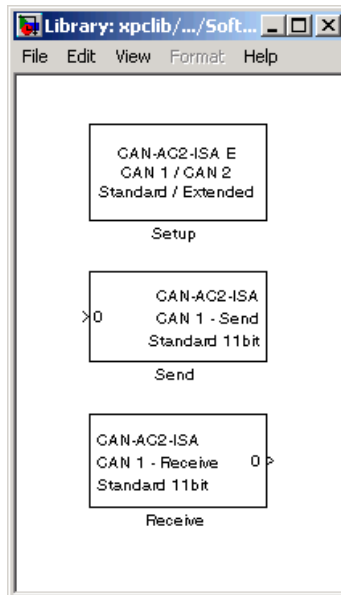 Library: xpclib/.../Soft...
File Edit View Format Help
CAN-AC2-ISA E
CAN 1 / CAN 2
Standard / Extended
Setup
0
CAN-AC2-ISA
CAN 1 - Send
Standard 11bit
Send
CAN-AC2-ISA
CAN 1 - Receive 0
Standard 11bit
Receive